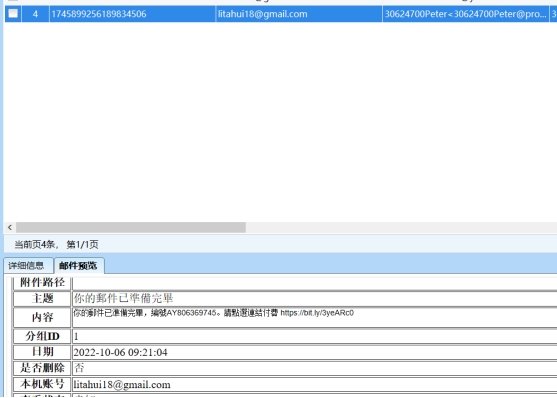 4 1745899256189834506 litahui18@gmail.com 30624700Peter<30624700Peter@pro... 3
当前页4条， 第1/1页
详细信息 邮件预览
附件路径
主题 你的郵件已準備完畢
内容 你的郵件已準備完畢，編號AY806369745。請點選連結付費 https://bit.ly/3yeARc0
分组ID 1
日期 2022-10-06 09:21:04
是否删除 否
本机账号 litahui18@gmail.com